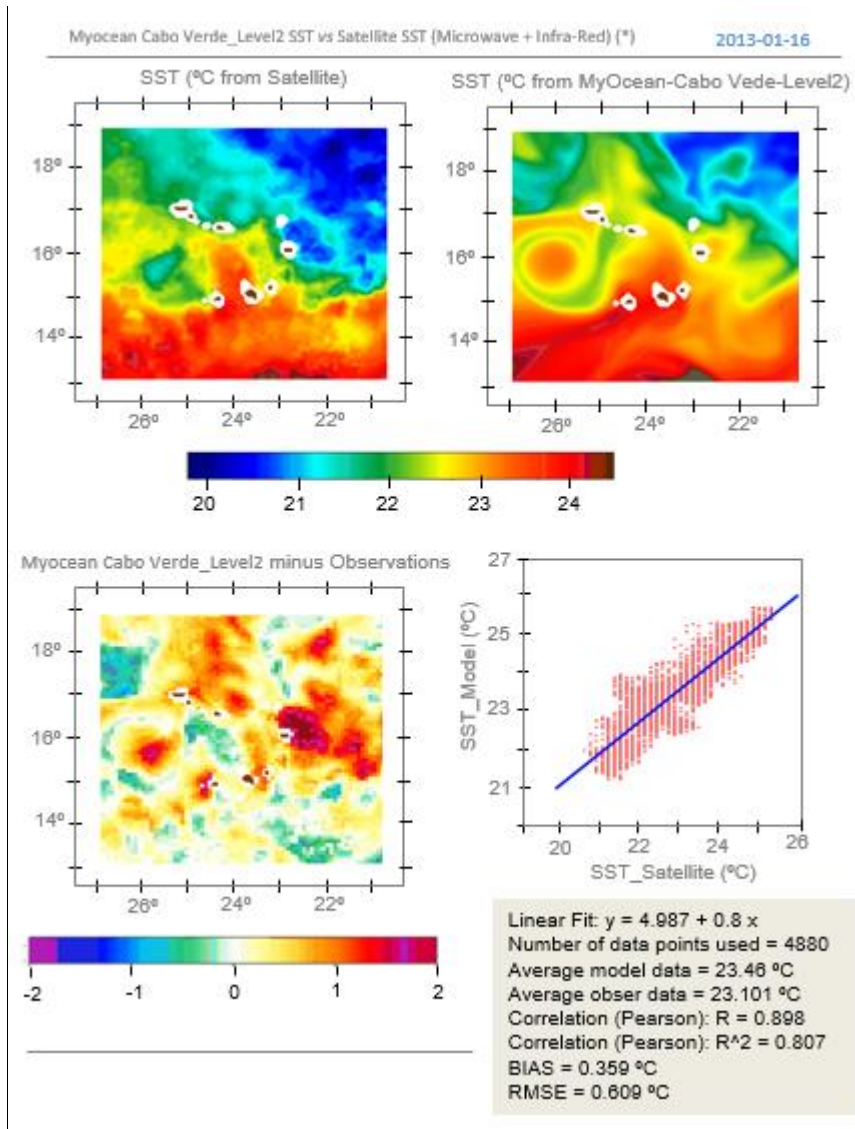 Myocean Cabo Verde_Level2 SST vs Satellite SST (Microwave + Infra-Red) (*)
2013-01-16
SST (ºC from Satellite)
SST (ºC from MyOcean-Cabo Vede-Level2)
18º
16º
14º
26º 24º 22º
18º
16º
14º
26º 24º 22º
20 21 22 23 24
Myocean Cabo Verde_Level2 minus Observations
18º
16º
14º
26º 24º 22º
-2 -1 0 1 2
27
25
23
21
SST_Model (ºC)
20 22 24 26
SST_Satellite (ºC)
Linear Fit: y = 4.987 + 0.8 x
Number of data points used = 4880
Average model data = 23.46 ºC
Average obser data = 23.101 ºC
Correlation (Pearson): R = 0.898
Correlation (Pearson): R^2 = 0.807
BIAS = 0.359 ºC
RMSE = 0.609 ºC